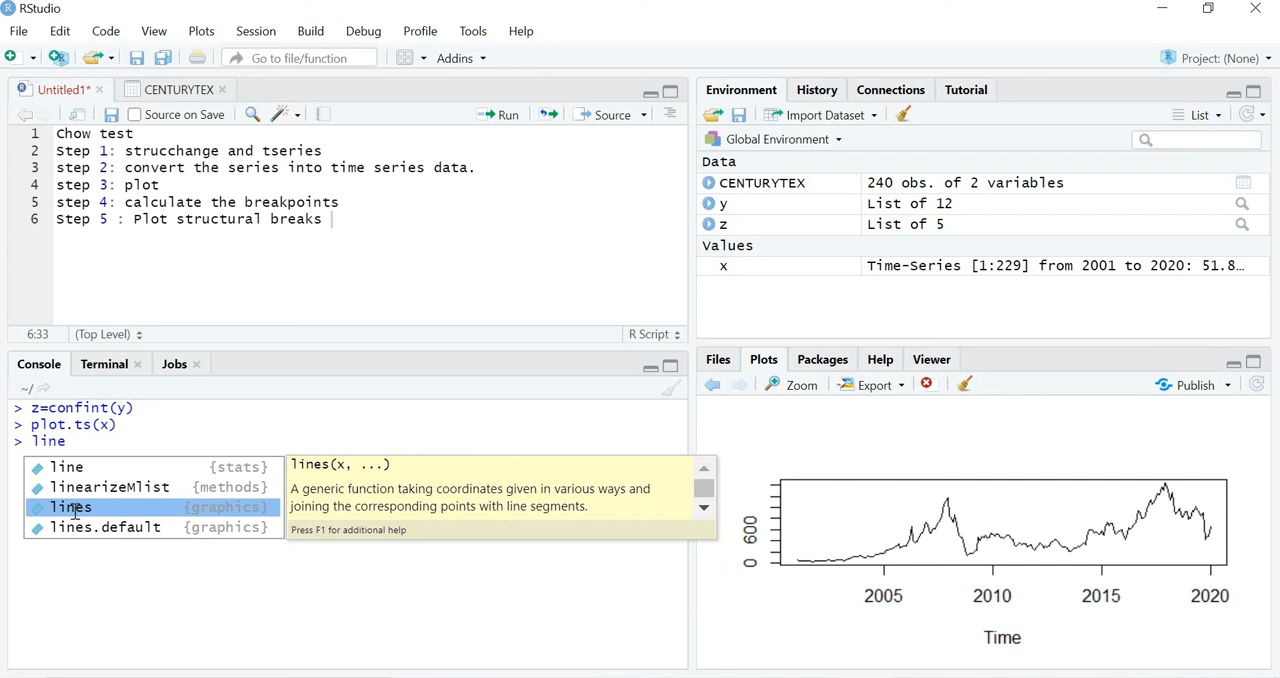 RStudio
File Edit Code View Plots Session Build Debug Profile Tools Help
Go to file/function Addins Project: (None)
Untitled1* CENTURYTEX
Source on Save Run Source
1 Chow test
2 Step 1: strucchange and tseries
3 step 2: convert the series into time series data.
4 step 3: plot
5 step 4: calculate the breakpoints
6 Step 5 : Plot structural breaks
6:33 (Top Level) R Script
Console Terminal Jobs
~/
> z=confint(y)
> plot.ts(x)
> line
line {stats}
linearizeMlist {methods}
lines {graphics}
lines.default {graphics}
lines(x, ...)
A generic function taking coordinates given in various ways and
joining the corresponding points with line segments.
Press F1 for additional help
Environment History Connections Tutorial
Import Dataset List
Global Environment
Data
CENTURYTEX 240 obs. of 2 variables
y List of 12
z List of 5
Values
x Time-Series [1:229] from 2001 to 2020: 51.8…
Files Plots Packages Help Viewer
Zoom Export Publish
0 600
2005 2010 2015 2020
Time